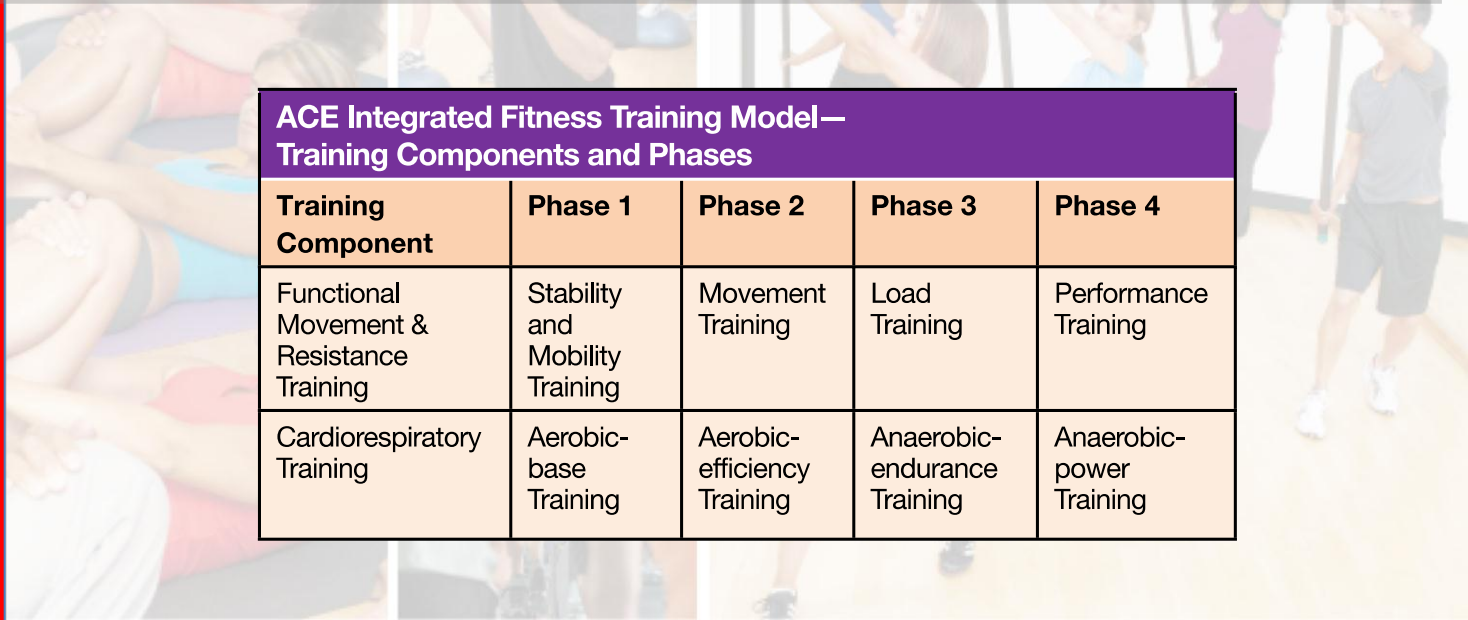 ACE Integrated Fitness Training Model—
Training Components and Phases
Training
Component
Phase 1
Phase 2
Phase 3
Phase 4
Functional
Movement &
Resistance
Training
Stability
and
Mobility
Training
Movement
Training
Load
Training
Performance
Training
Cardiorespiratory
Training
Aerobic-
base
Training
Aerobic-
efficiency
Training
Anaerobic-
endurance
Training
Anaerobic-
power
Training